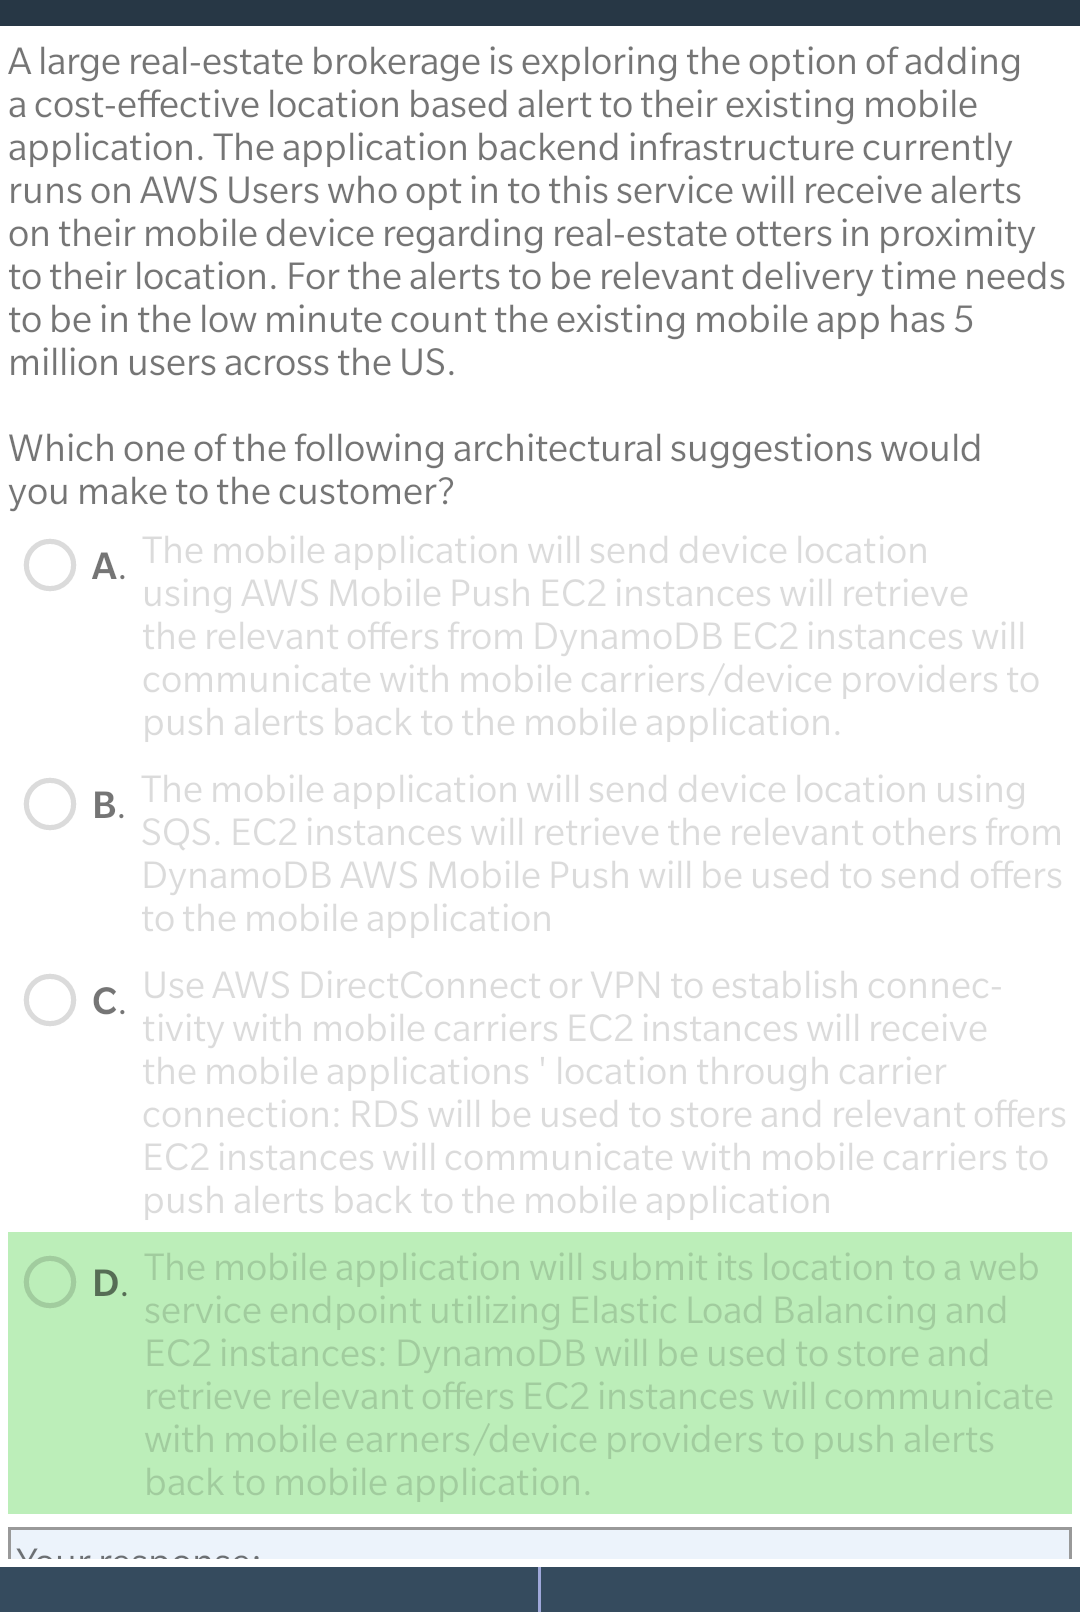 A large real-estate brokerage is exploring the option of adding
a cost-effective location based alert to their existing mobile
application. The application backend infrastructure currently
runs on AWS Users who opt in to this service will receive alerts
on their mobile device regarding real-estate otters in proximity
to their location. For the alerts to be relevant delivery time needs
to be in the low minute count the existing mobile app has 5
million users across the US.
Which one of the following architectural suggestions would
you make to the customer?
A. The mobile application will send device location
using AWS Mobile Push EC2 instances will retrieve
the relevant offers from DynamoDB EC2 instances will
communicate with mobile carriers/device providers to
push alerts back to the mobile application.
B. The mobile application will send device location using
SQS. EC2 instances will retrieve the relevant others from
DynamoDB AWS Mobile Push will be used to send offers
to the mobile application
C. Use AWS DirectConnect or VPN to establish connec-
tivity with mobile carriers EC2 instances will receive
the mobile applications ' location through carrier
connection: RDS will be used to store and relevant offers
EC2 instances will communicate with mobile carriers to
push alerts back to the mobile application
D. The mobile application will submit its location to a web
service endpoint utilizing Elastic Load Balancing and
EC2 instances: DynamoDB will be used to store and
retrieve relevant offers EC2 instances will communicate
with mobile earners/device providers to push alerts
back to mobile application.
Your response: